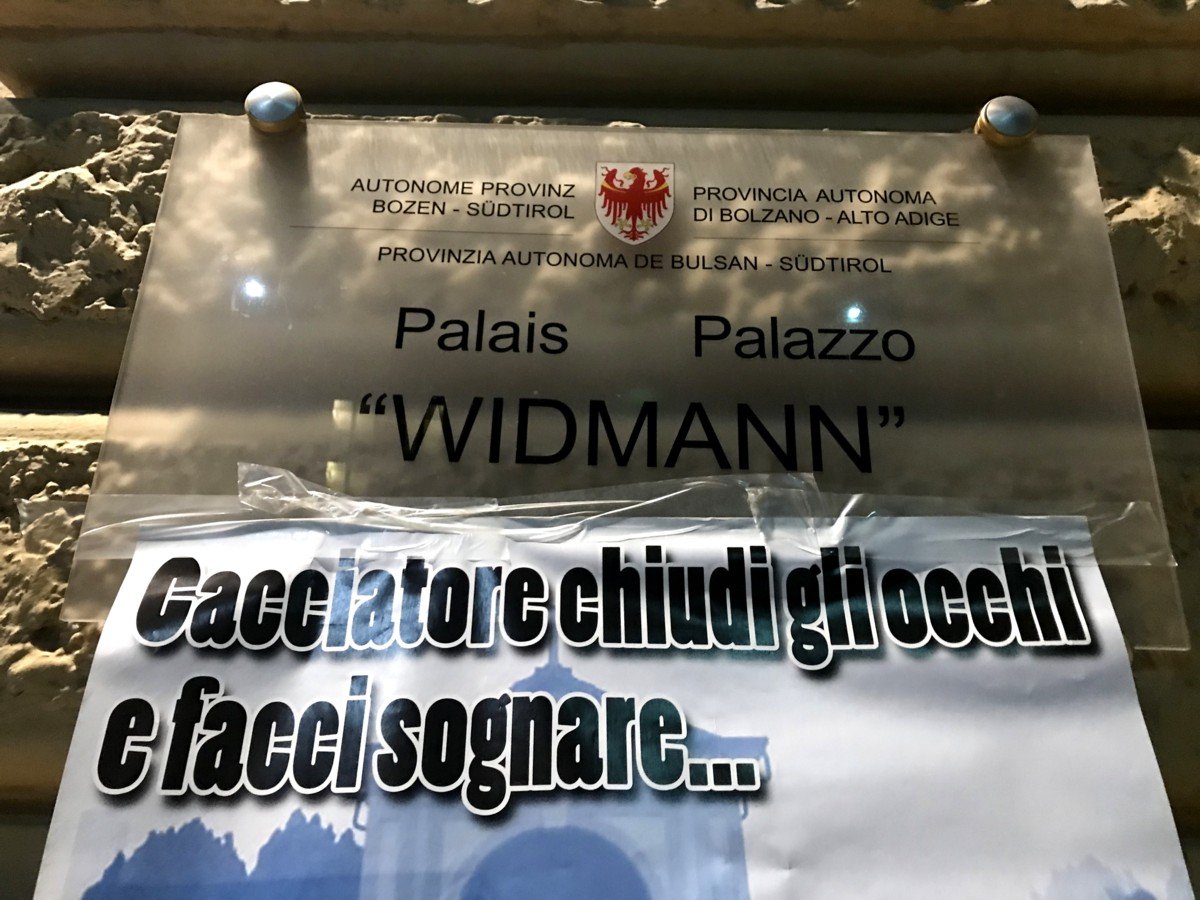 AUTONOME PROVINZ
BOZEN - SÜDTIROL
PROVINCIA AUTONOMA
DI BOLZANO - ALTO ADIGE
PROVINZIA AUTONOMA DE BULSAN - SÜDTIROL
Palais Palazzo
“WIDMANN”
Cacciatore chiudi gli occhi
e facci sognare...